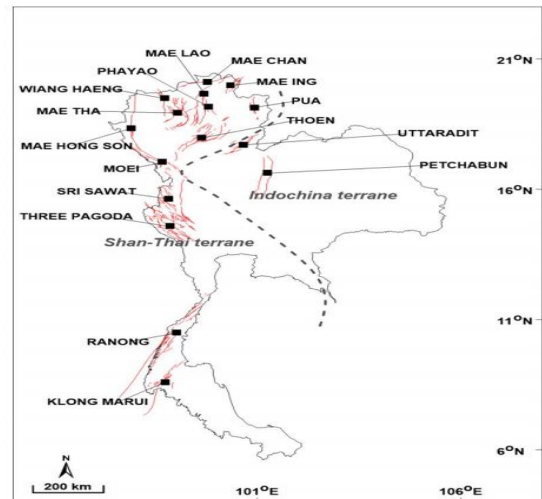 MAE LAO
MAE CHAN
21°N
PHAYAO
MAE ING
WIANG HAENG
PUA
MAE THA
THOEN
UTTARADIT
MAE HONG SON
PETCHABUN
MOEI
16°N
SRI SAWAT
Indochina terrane
THREE PAGODA
Shan-Thai terrane
11°N
RANONG
KLONG MARUI
6°N
N
200 km
101°E
106°E